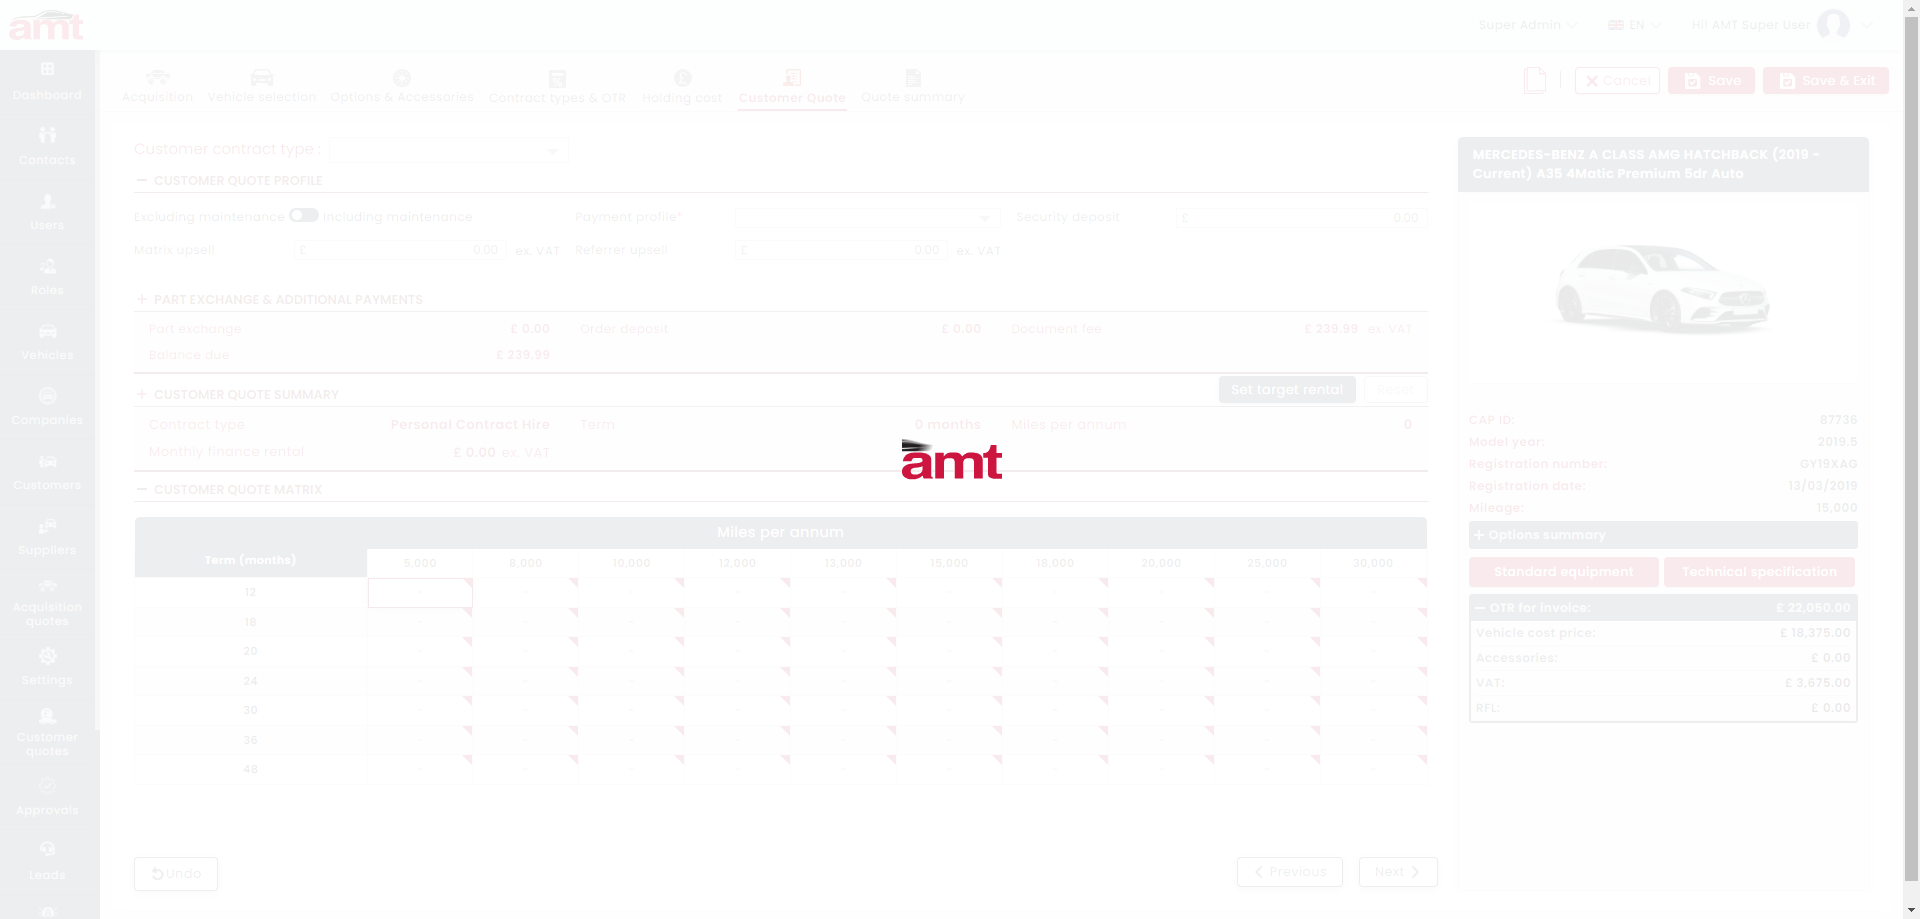 amt
Super Admin
EN
Hi! AMT Super User
Dashboard
Contacts
Users
Roles
Vehicles
Companies
Customers
Suppliers
Acquisition
quotes
Settings
Customer
quotes
Approvals
Leads
Acquisition
Vehicle selection
Options & Accessories
Contract types & OTR
Holding cost
Customer Quote
Quote summary
Cancel
Save
Save & Exit
Customer contract type :
CUSTOMER QUOTE PROFILE
Excluding maintenance Including maintenance
Payment profile*
Security deposit £ 0.00
Matrix upsell £ 0.00 ex. VAT
Referrer upsell £ 0.00 ex. VAT
PART EXCHANGE & ADDITIONAL PAYMENTS
Part exchange £ 0.00 Order deposit £ 0.00 Document fee £ 239.99 ex. VAT
Balance due £ 239.99
CUSTOMER QUOTE SUMMARY
Set target rental
Reset
Contract type Personal Contract Hire Term 0 months Miles per annum 0
Monthly finance rental £ 0.00 ex. VAT
amt
CUSTOMER QUOTE MATRIX
Miles per annum
Term (months) 5,000 8,000 10,000 12,000 13,000 15,000 18,000 20,000 25,000 30,000
12 - - - - - - - - -
18 - - - - - - - - - -
20 - - - - - - - - - -
24 - - - - - - - - - -
30 - - - - - - - - - -
36 - - - - - - - - - -
48 - - - - - - - - - -
Undo
Previous
Next
MERCEDES-BENZ A CLASS AMG HATCHBACK (2019 -
Current) A35 4Matic Premium 5dr Auto
CAP ID: 87736
Model year: 2019.5
Registration number: GY19XAG
Registration date: 13/03/2019
Mileage: 15,000
+ Options summary
Standard equipment
Technical specification
OTR for invoice: £ 22,050.00
Vehicle cost price: £ 18,375.00
Accessories: £ 0.00
VAT: £ 3,675.00
RFL: £ 0.00